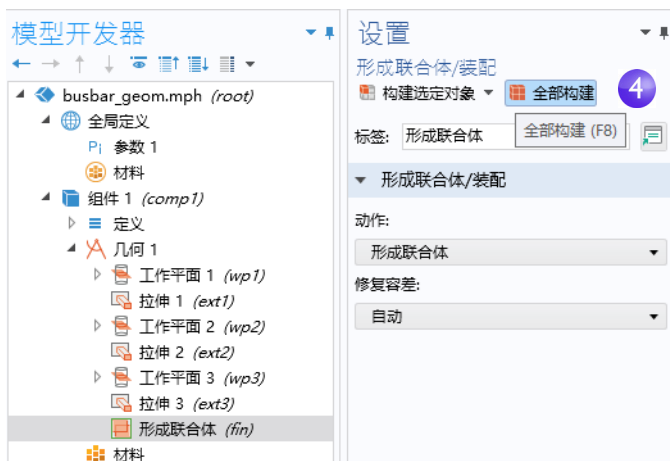 模型开发器
busbar_geom.mph (root)
全局定义
Pi 参数 1
材料
组件 1 (comp1)
定义
几何 1
工作平面 1 (wp1)
拉伸 1 (ext1)
工作平面 2 (wp2)
拉伸 2 (ext2)
工作平面 3 (wp3)
拉伸 3 (ext3)
形成联合体 (fin)
材料
设置
形成联合体/装配
构建选定对象 全部构建 4
标签: 形成联合体
全部构建 (F8)
形成联合体/装配
动作:
形成联合体
修复容差:
自动